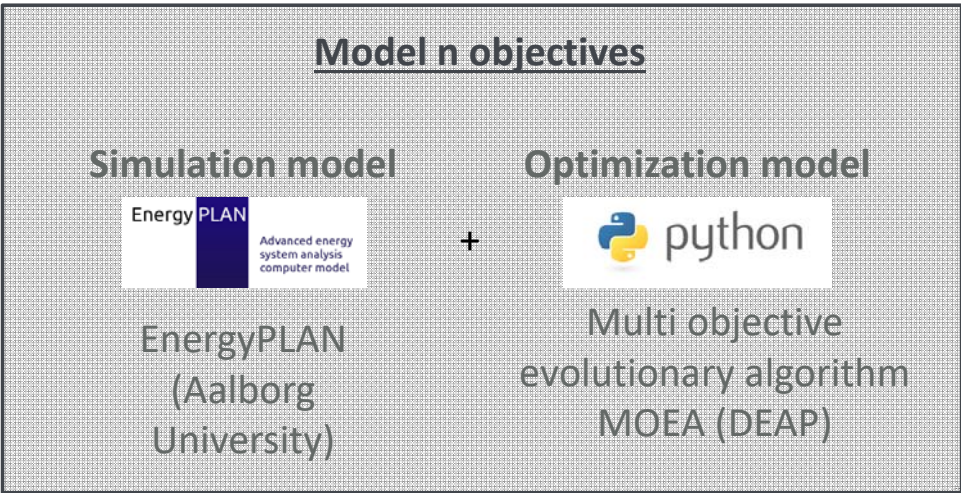 Model n objectives
Simulation model
Optimization model
Energy PLAN
Advanced energy
system analysis
computer model
+
python
EnergyPLAN
(Aalborg
University)
Multi objective
evolutionary algorithm
MOEA (DEAP)